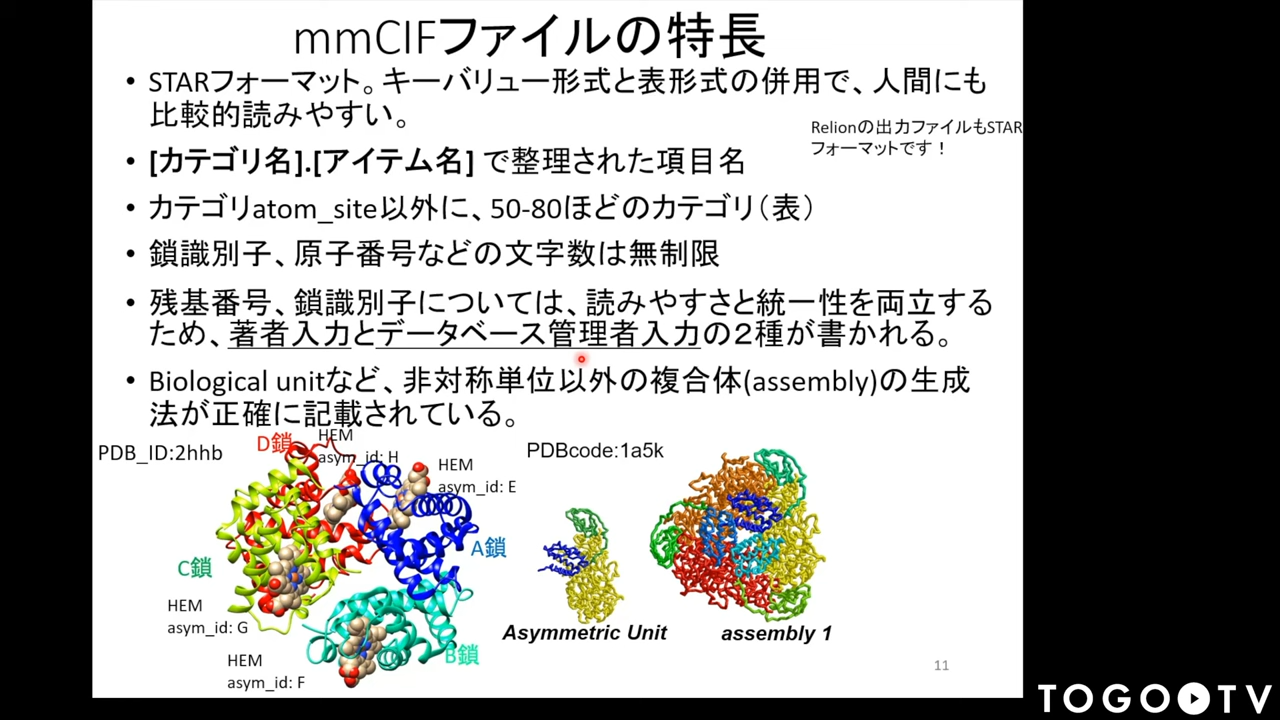 mmCIFファイルの特長
• STARフォーマット。キーバリュー形式と表形式の併用で、人間にも
比較的読みやすい。
Relionの出力ファイルもSTAR
フォーマットです！
• [カテゴリ名].[アイテム名] で整理された項目名
• カテゴリatom_site以外に、50-80ほどのカテゴリ（表）
• 鎖識別子、原子番号などの文字数は無制限
• 残基番号、鎖識別子については、読みやすさと統一性を両立する
ため、著者入力とデータベース管理者入力の２種が書かれる。
• Biological unitなど、非対称単位以外の複合体(assembly)の生成
法が正確に記載されている。
PDB_ID:2hhb
D鎖
HEM
asym_id: H
HEM
asym_id: E
A鎖
C鎖
HEM
asym_id: G
B鎖
HEM
asym_id: F
PDBcode:1a5k
Asymmetric Unit
assembly 1
11
TOGO TV